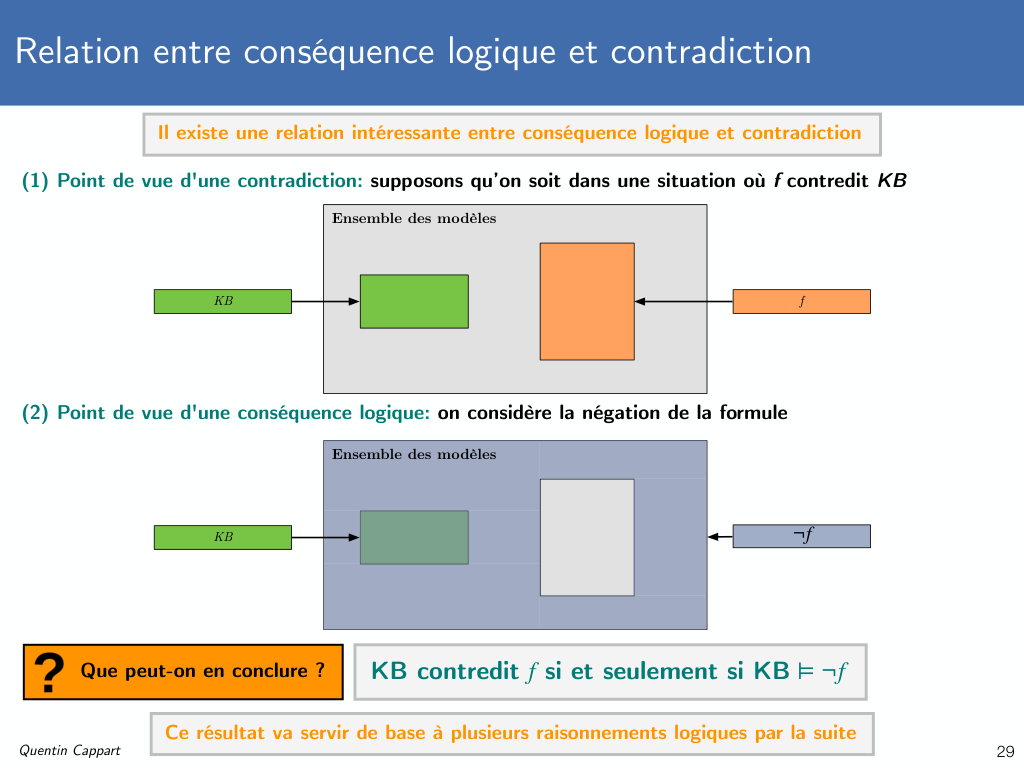 Relation entre conséquence logique et contradiction
Il existe une relation intéressante entre conséquence logique et contradiction
(1) Point de vue d'une contradiction: supposons qu'on soit dans une situation où f contredit KB
Ensemble des modèles
KB
f
(2) Point de vue d'une conséquence logique: on considère la négation de la formule
Ensemble des modèles
KB
¬f
? Que peut-on en conclure ?
KB contredit f si et seulement si KB ⊨ ¬f
Ce résultat va servir de base à plusieurs raisonnements logiques par la suite
Quentin Cappart
29